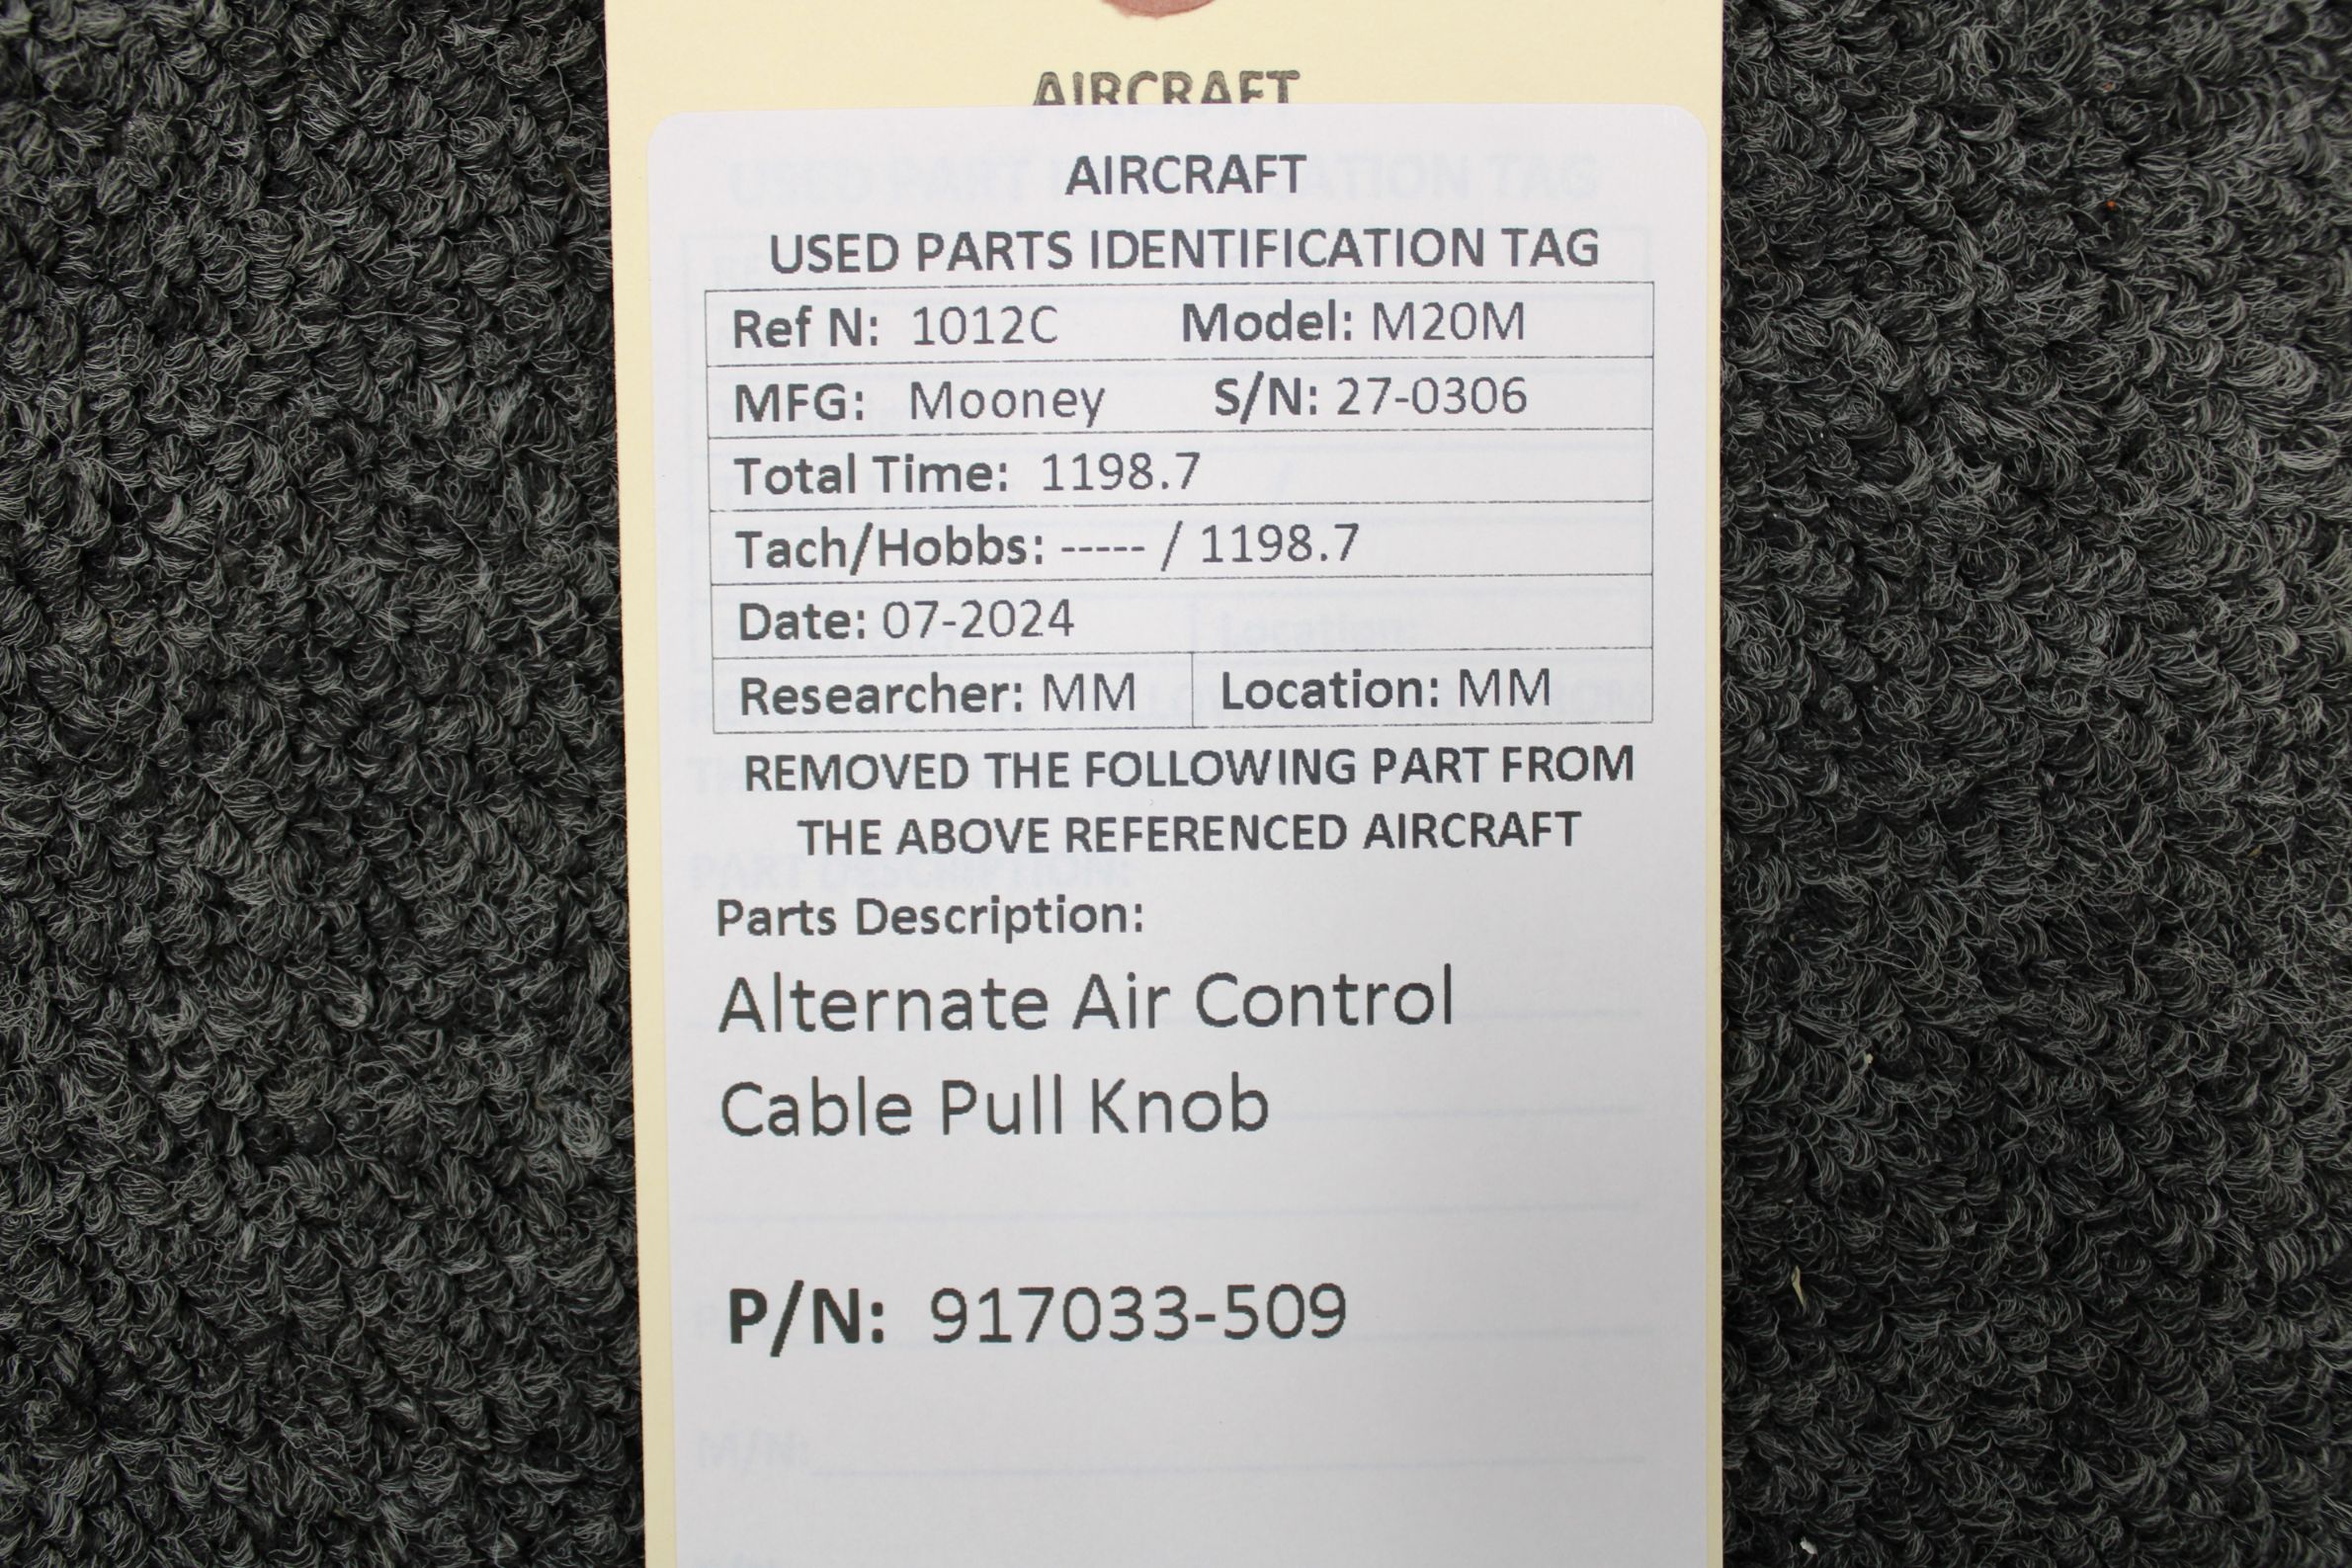 AIRCRAFT
AIRCRAFT
USED PARTS IDENTIFICATION TAG
Ref N: 1012C Model: M20M
MFG: Mooney S/N: 27-0306
Total Time: 1198.7
Tach/Hobbs: ----- / 1198.7
Date: 07-2024
Researcher: MM Location: MM
REMOVED THE FOLLOWING PART FROM
THE ABOVE REFERENCED AIRCRAFT
Parts Description:
Alternate Air Control
Cable Pull Knob
P/N: 917033-509
M/N: